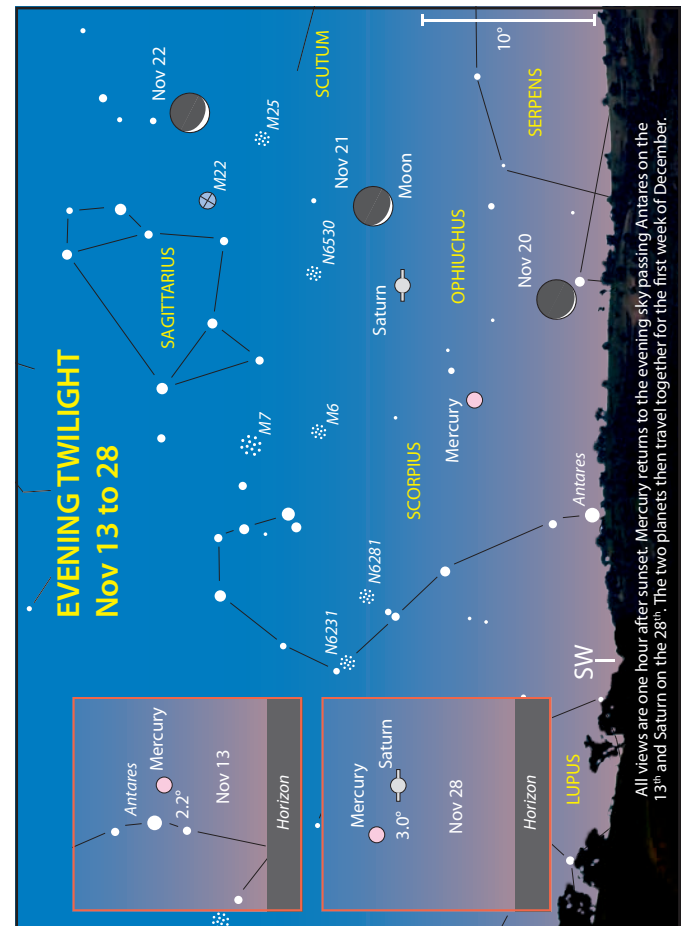 EVENING TWILIGHT
Nov 13 to 28
SAGITTARIUS
M22
Nov 22
M25
SCUTUM
M7
M6
N6530
Nov 21
Moon
Saturn
10°
N6231
N6281
SCORPIUS
Mercury
OPHIUCHUS
Nov 20
SERPENS
Antares
SW
LUPUS
Antares
Mercury
2.2°
Nov 13
Horizon
Mercury
Saturn
3.0°
Nov 28
Horizon
All views are one hour after sunset. Mercury returns to the evening sky passing Antares on the
13th and Saturn on the 28th. The two planets then travel together for the first week of December.